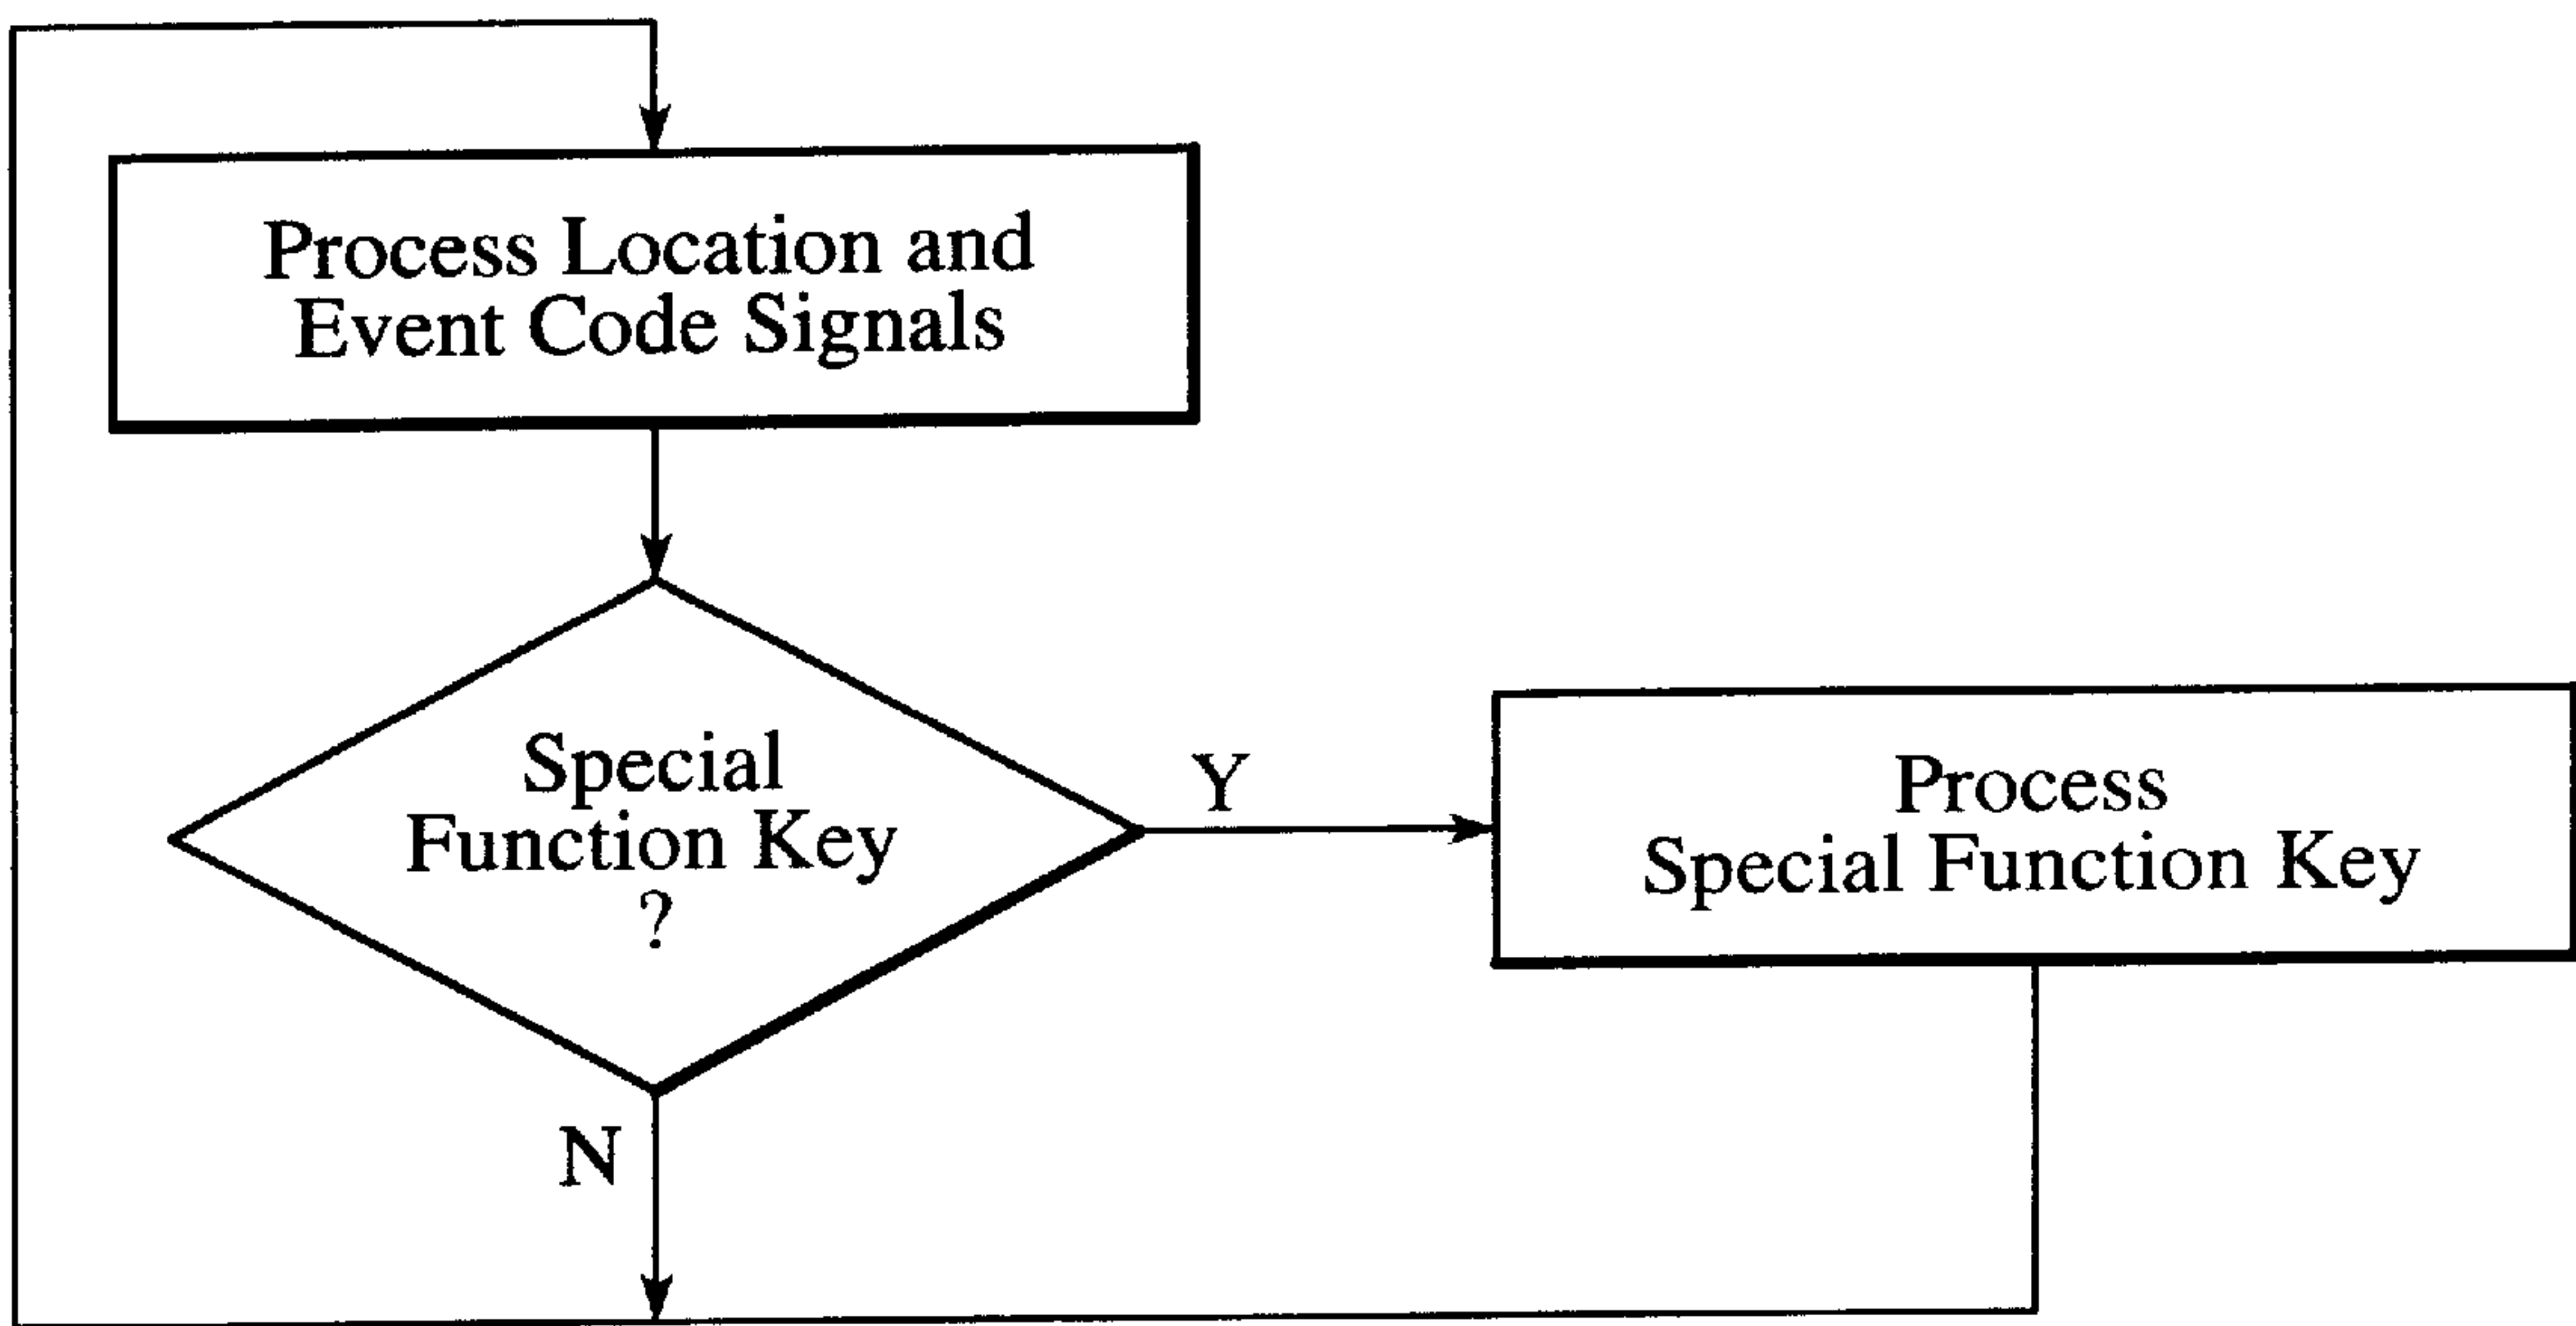 Process Location and
Event Code Signals
Special
Function Key
?
Y
Process
Special Function Key
N